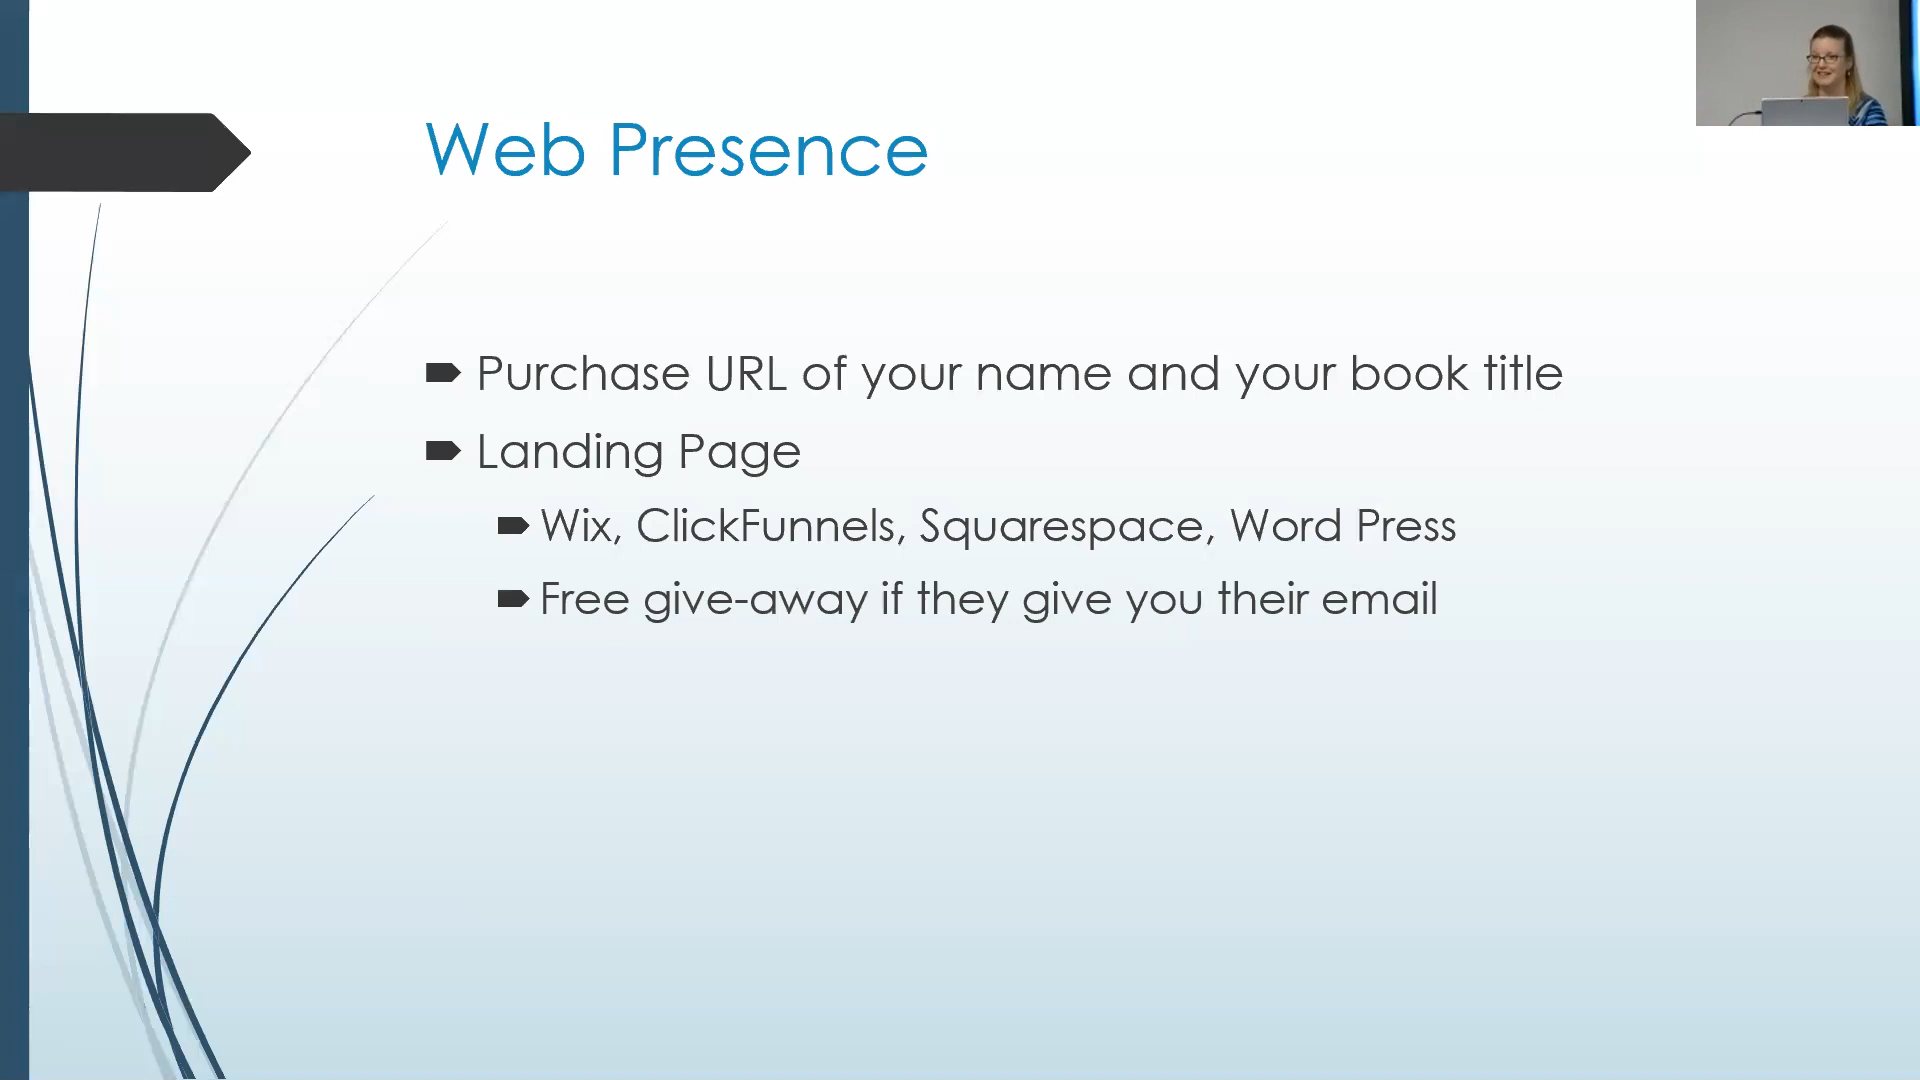 Web Presence
Purchase URL of your name and your book title
Landing Page
Wix, ClickFunnels, Squarespace, Word Press
Free give-away if they give you their email